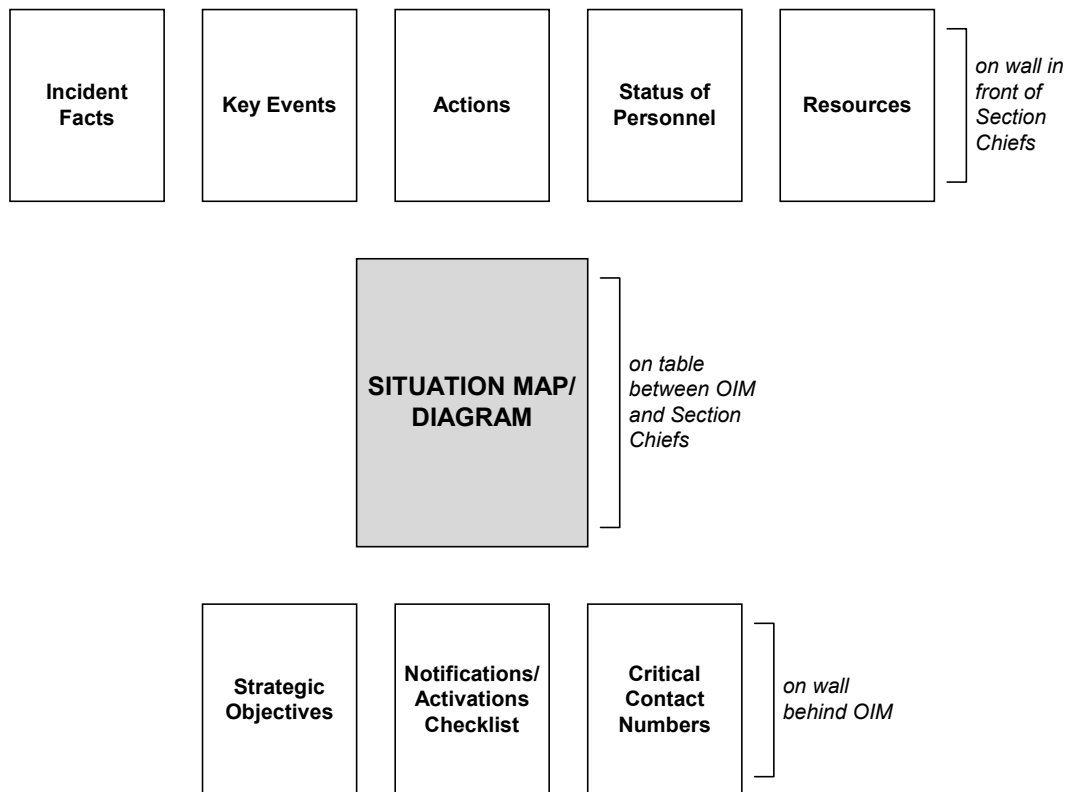 Incident
Facts
Key Events
Actions
Status of
Personnel
Resources
on wall in
front of
Section
Chiefs
SITUATION MAP/
DIAGRAM
on table
between OIM
and Section
Chiefs
Strategic
Objectives
Notifications/
Activations
Checklist
Critical
Contact
Numbers
on wall
behind OIM